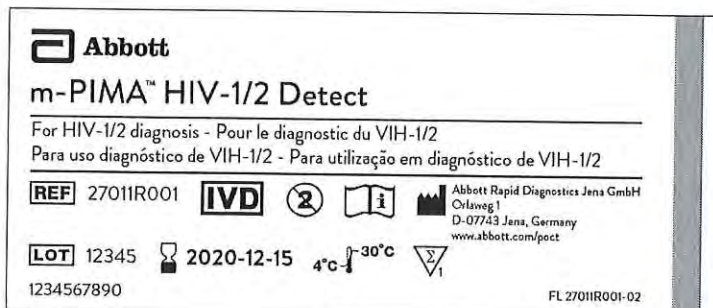 Abbott
m-PIMA™ HIV-1/2 Detect
For HIV-1/2 diagnosis - Pour le diagnostic du VIH-1/2
Para uso diagnóstico de VIH-1/2 - Para utilização em diagnóstico de VIH-1/2
REF 27011R001 IVD 2 i
Abbott Rapid Diagnostics Jena GmbH
Orlaweg 1
D-07743 Jena, Germany
www.abbott.com/poct
LOT 12345 2020-12-15 4°C 30°C Σ 1
1234567890
FL 27011R001-02